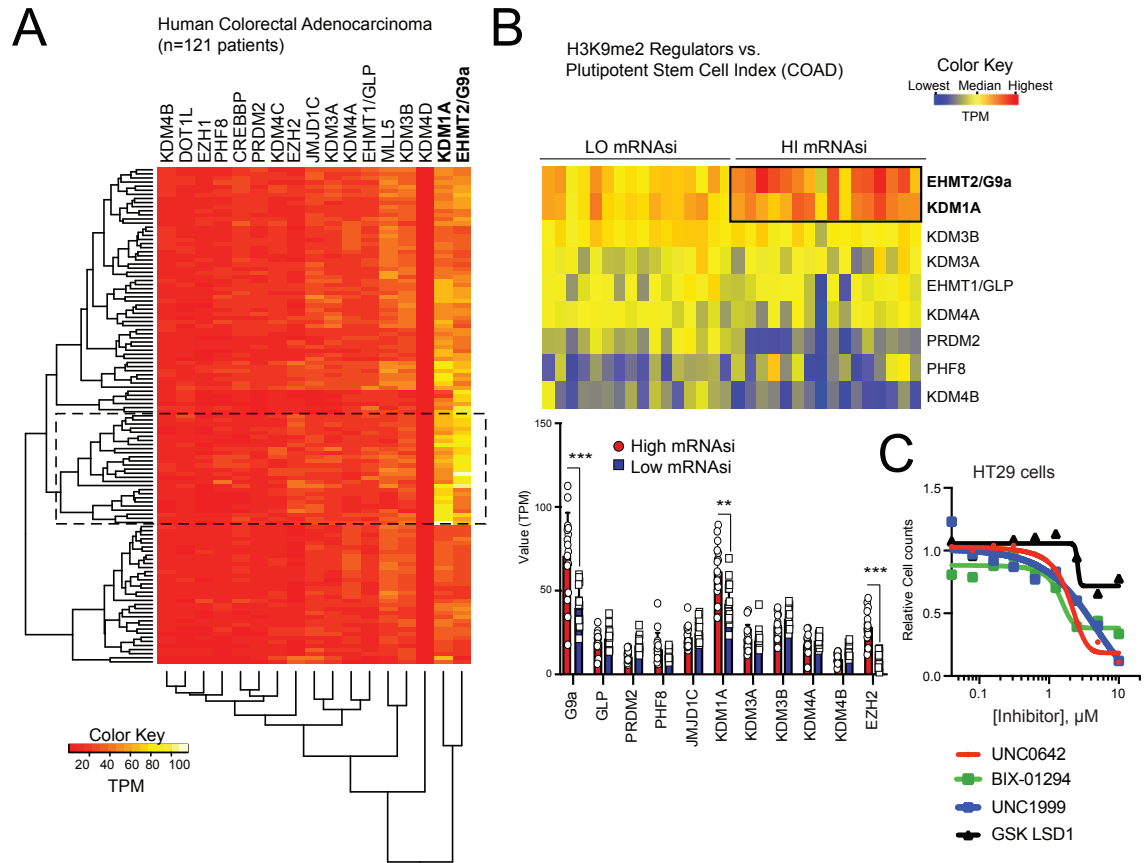 A
Human Colorectal Adenocarcinoma
(n=121 patients)
KDM4B
DOT1L
EZH1
PHF8
CREBBP
PRDM2
KDM4C
EZH2
JMJD1C
KDM3A
KDM4A
EHMT1/GLP
MLL5
KDM3B
KDM4D
KDM1A
EHMT2/G9a
Color Key
20 40 60 80 100
TPM
B
H3K9me2 Regulators vs.
Plutipotent Stem Cell Index (COAD)
Color Key
Lowest Median Highest
TPM
LO mRNAsi HI mRNAsi
EHMT2/G9a
KDM1A
KDM3B
KDM3A
EHMT1/GLP
KDM4A
PRDM2
PHF8
KDM4B
150
100
50
0
Value (TPM)
High mRNAsi
Low mRNAsi
***
**
***
G9a
GLP
PRDM2
PHF8
JMJD1C
KDM1A
KDM3A
KDM3B
KDM4A
KDM4B
EZH2
C
HT29 cells
1.5
1.0
0.5
0.0
Relative Cell counts
0.1 1 10
[Inhibitor], µM
UNC0642
BIX-01294
UNC1999
GSK LSD1